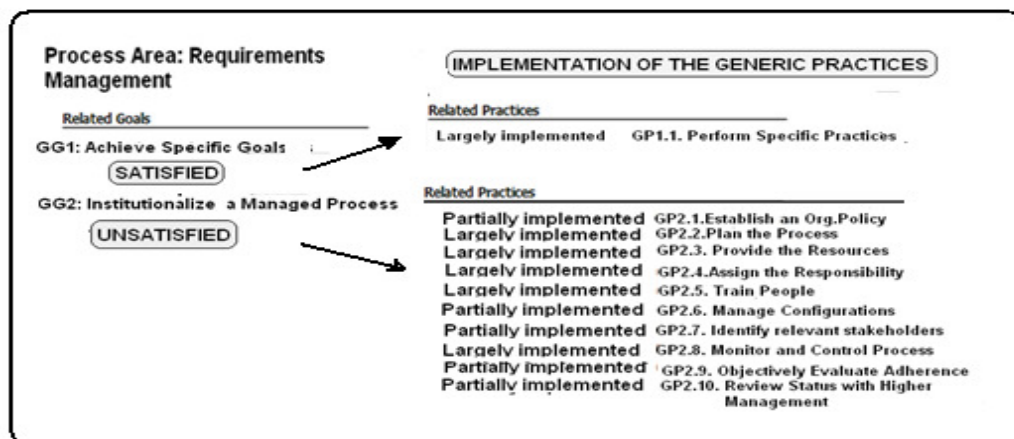 Process Area: Requirements
Management
Related Goals
GG1: Achieve Specific Goals
SATISFIED
GG2: Institutionalize a Managed Process
UNSATISFIED
IMPLEMENTATION OF THE GENERIC PRACTICES
Related Practices
Largely implemented GP1.1. Perform Specific Practices
Related Practices
Partially implemented GP2.1.Establish an Org.Policy
Largely implemented GP2.2.Plan the Process
Largely implemented GP2.3. Provide the Resources
Largely implemented GP2.4.Assign the Responsibility
Largely implemented GP2.5. Train People
Partially implemented GP2.6. Manage Configurations
Partially implemented GP2.7. Identify relevant stakeholders
Largely implemented GP2.8. Monitor and Control Process
Partially implemented GP2.9. Objectively Evaluate Adherence
Partially implemented GP2.10. Review Status with Higher
Management